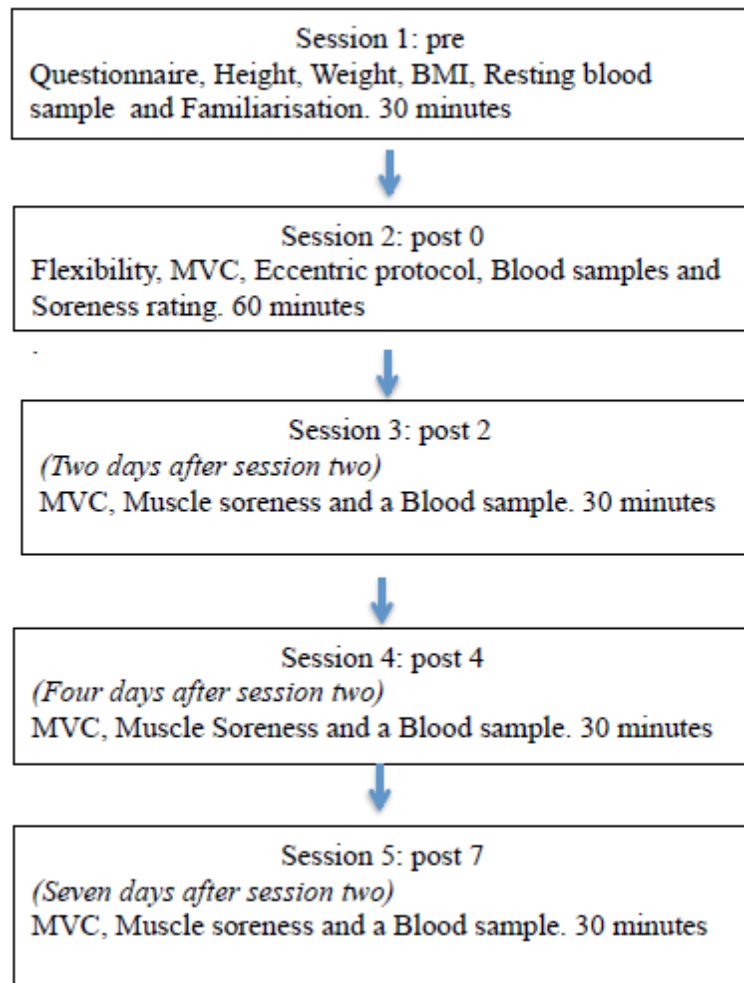 Session 1: pre
Questionnaire, Height, Weight, BMI, Resting blood
sample and Familiarisation. 30 minutes
Session 2: post 0
Flexibility, MVC, Eccentric protocol, Blood samples and
Soreness rating. 60 minutes
.
Session 3: post 2
(Two days after session two)
MVC, Muscle soreness and a Blood sample. 30 minutes
Session 4: post 4
(Four days after session two)
MVC, Muscle Soreness and a Blood sample. 30 minutes
Session 5: post 7
(Seven days after session two)
MVC, Muscle soreness and a Blood sample. 30 minutes